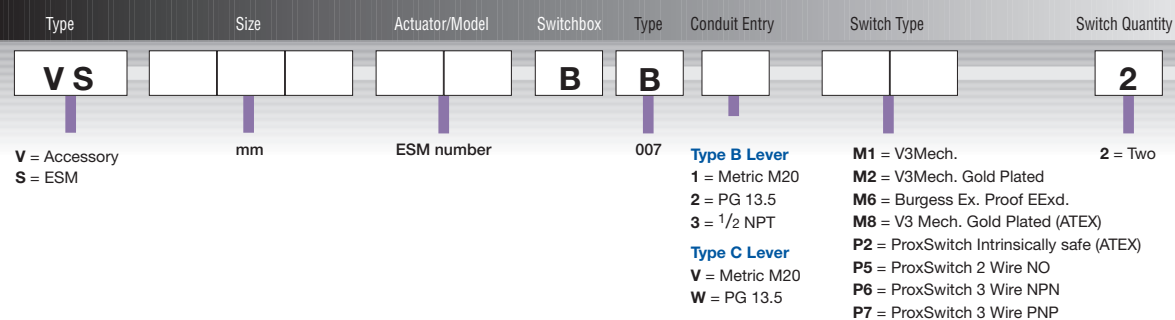 Type Size Actuator/Model Switchbox Type Conduit Entry Switch Type Switch Quantity
V S B B 2
V = Accessory
S = ESM
mm
ESM number
007
Type B Lever
1 = Metric M20
2 = PG 13.5
3 = 1/2 NPT
Type C Lever
V = Metric M20
W = PG 13.5
M1 = V3Mech.
M2 = V3Mech. Gold Plated
M6 = Burgess Ex. Proof EExd.
M8 = V3 Mech. Gold Plated (ATEX)
P2 = ProxSwitch Intrinsically safe (ATEX)
P5 = ProxSwitch 2 Wire NO
P6 = ProxSwitch 3 Wire NPN
P7 = ProxSwitch 3 Wire PNP
2 = Two